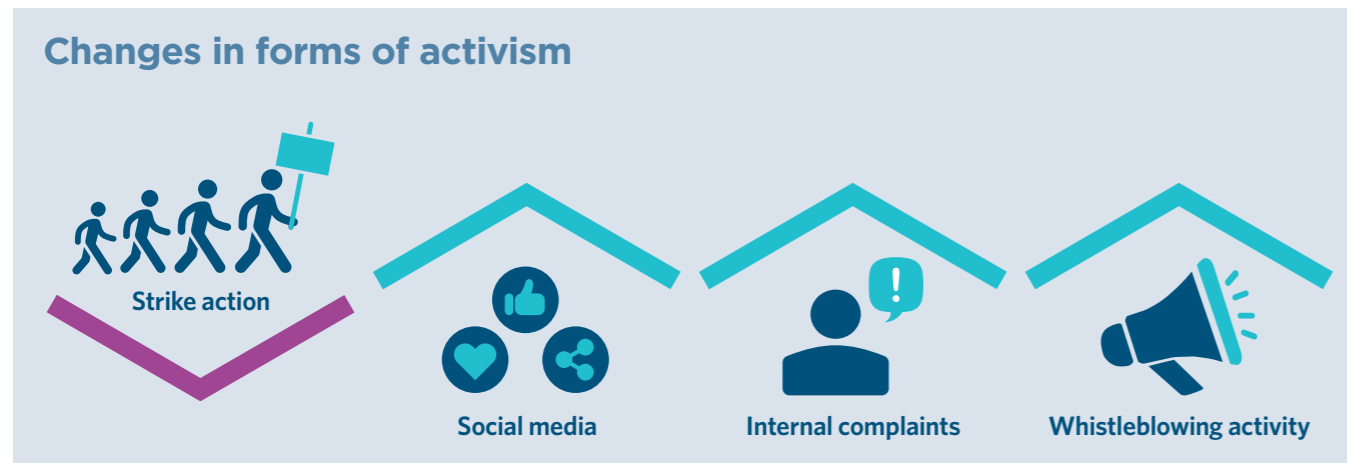 Changes in forms of activism
Strike action
!
Social media
Internal complaints
Whistleblowing activity